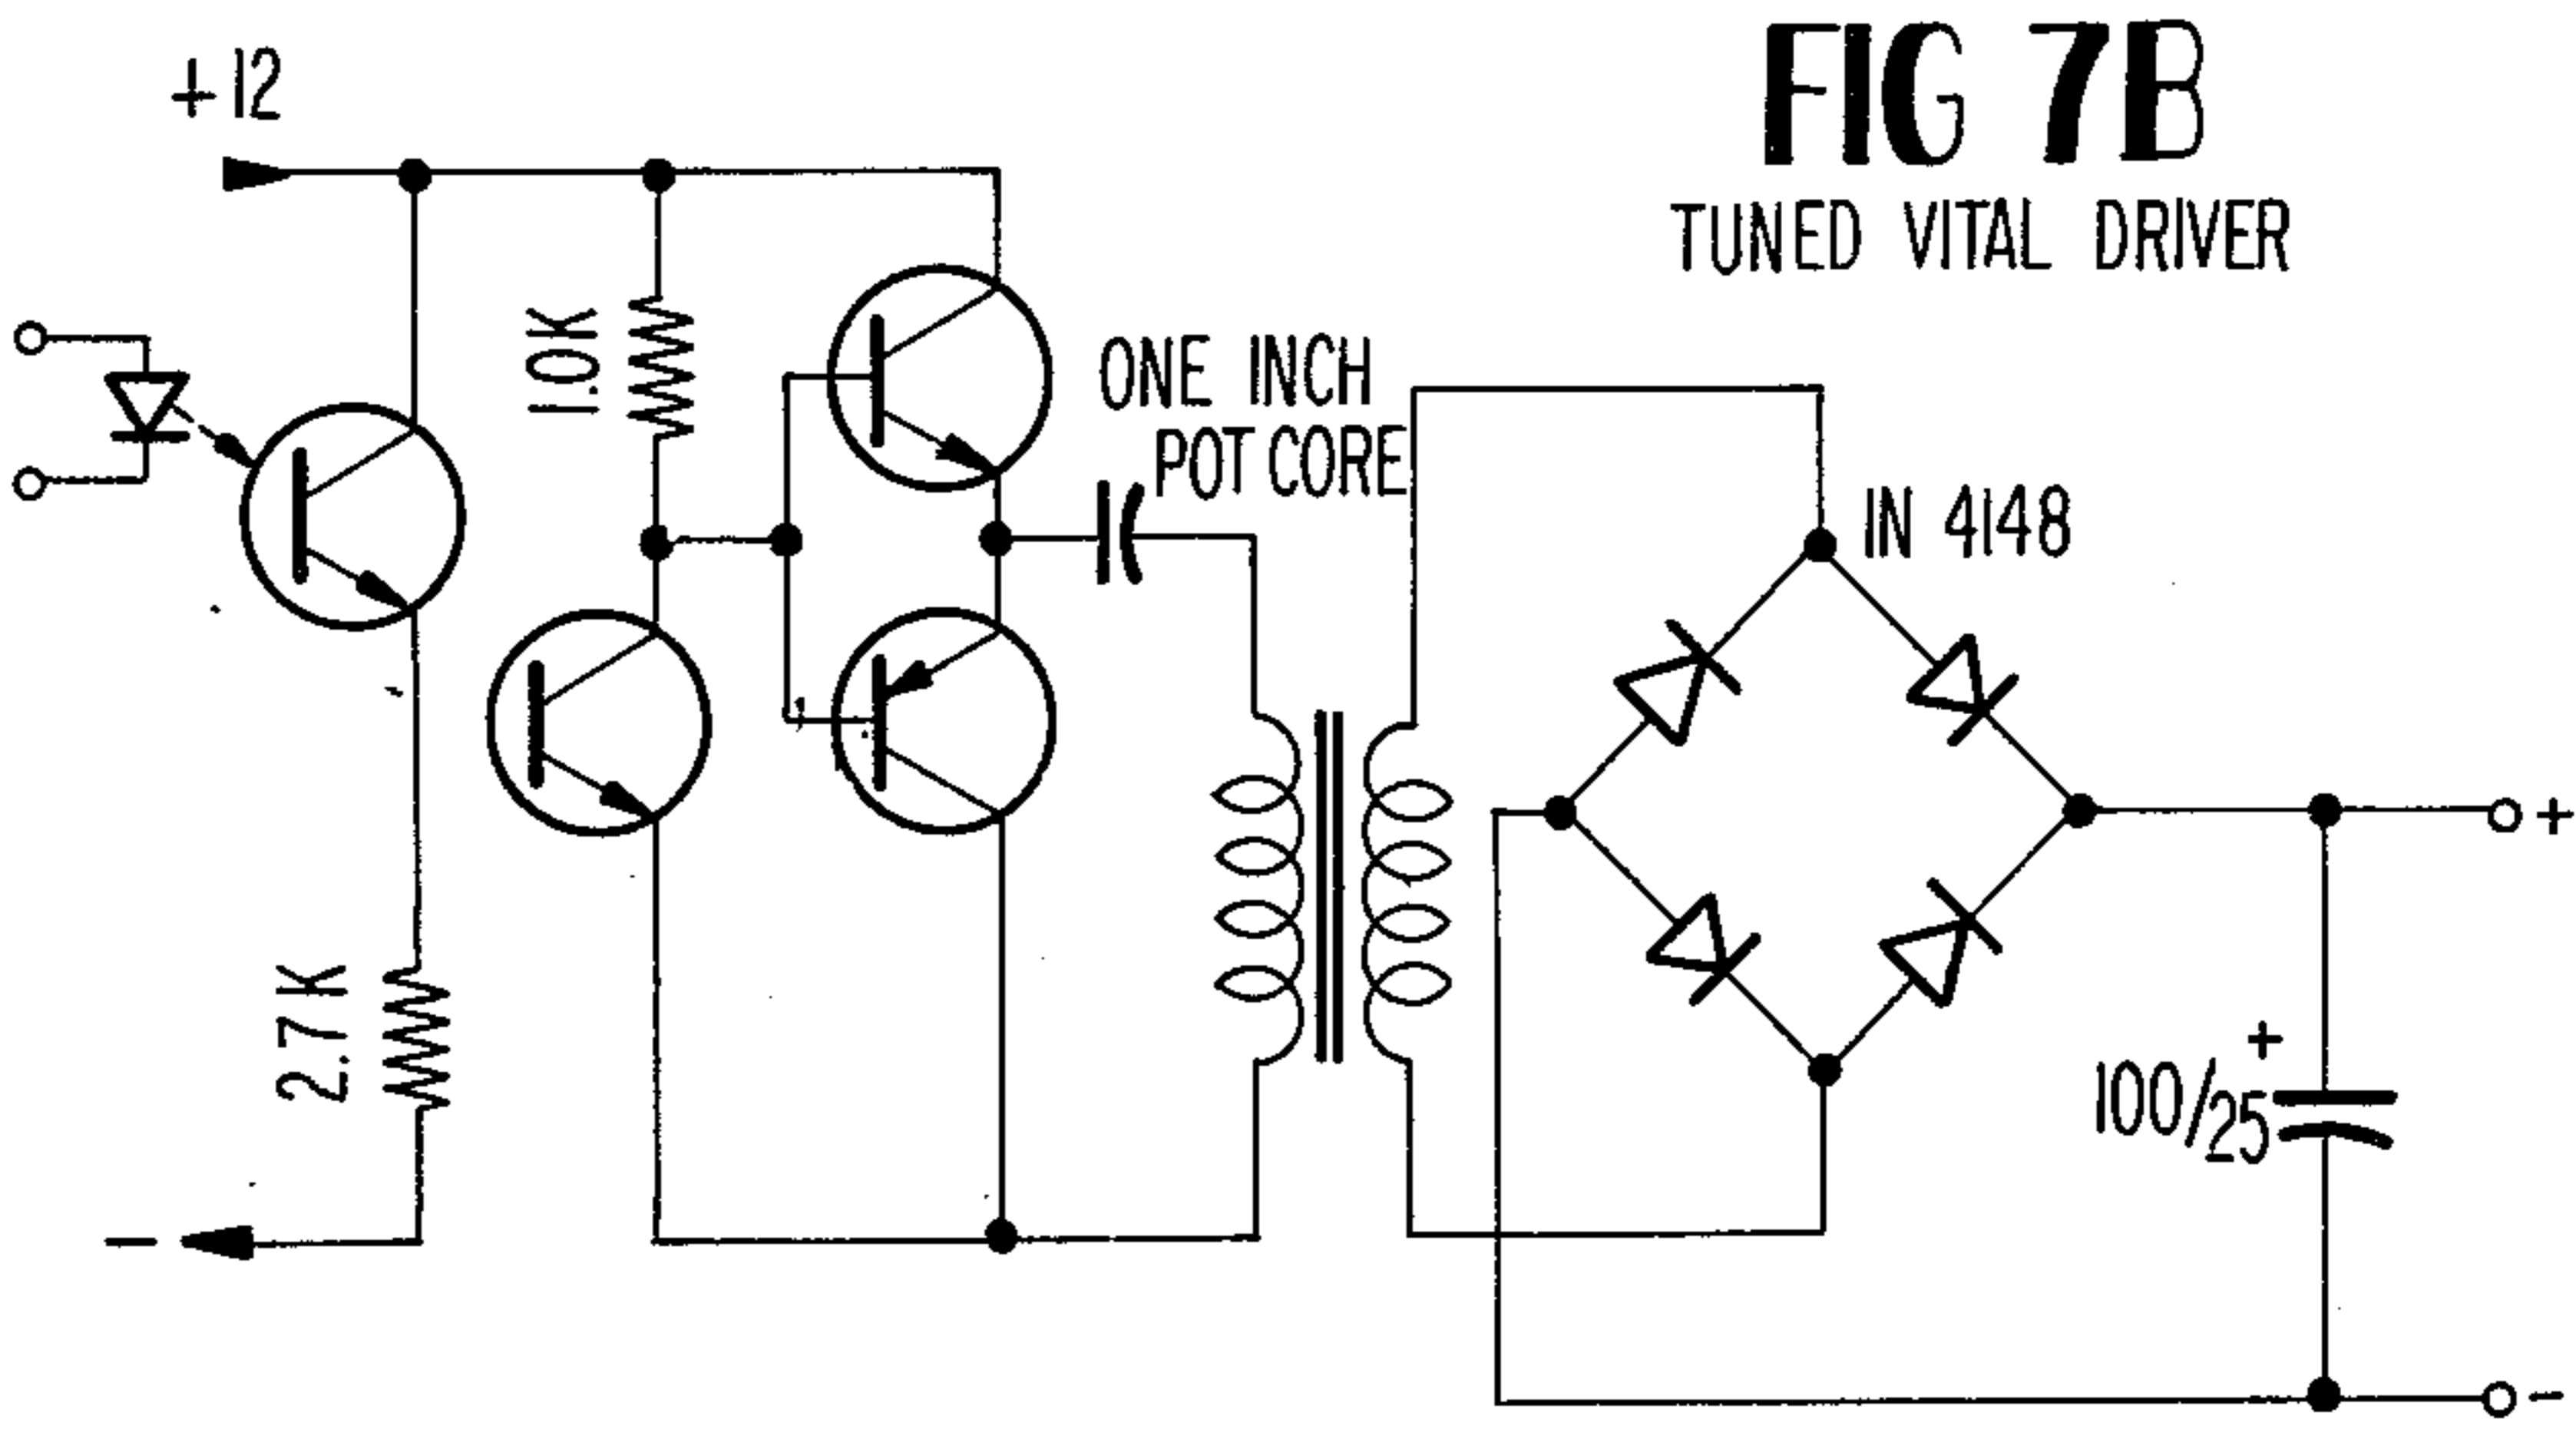 FIG 7B
TUNED VITAL DRIVER
+12
1.0K
ONE INCH
POT CORE
IN 4148
+
2.7K
+
100/25
-
-